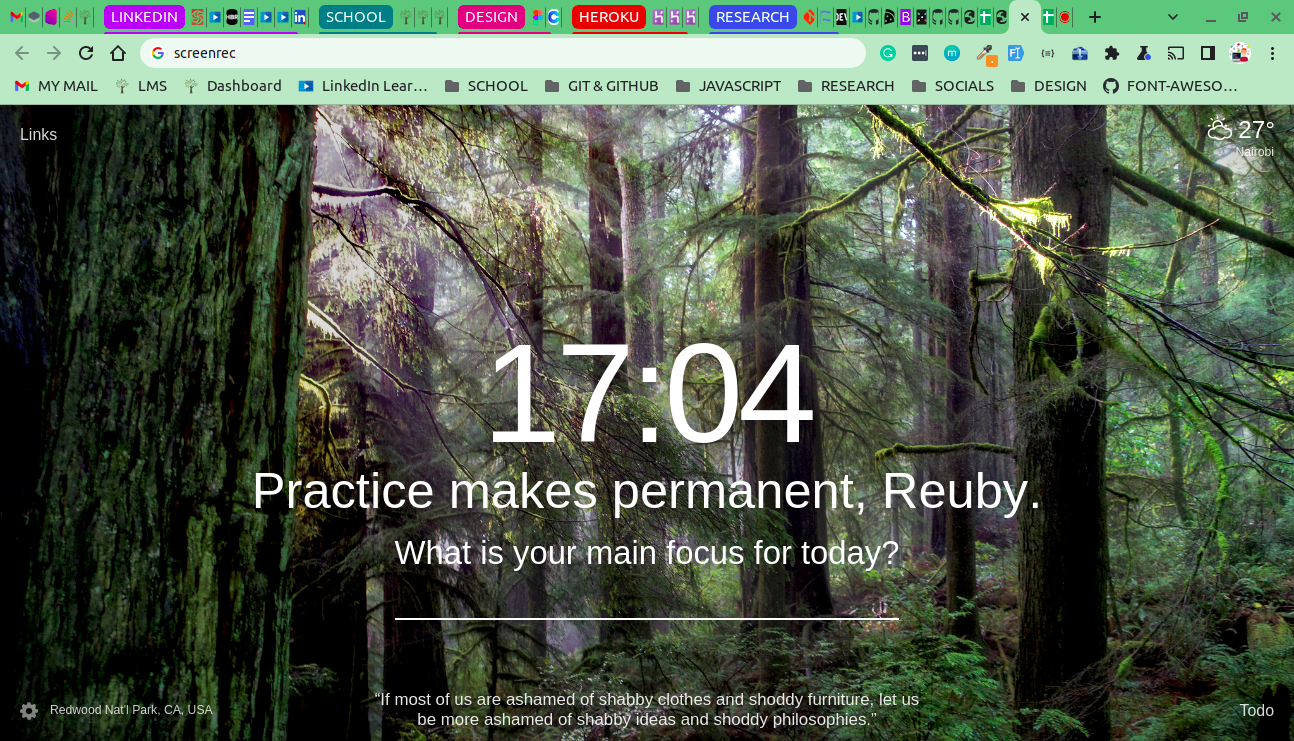 LINKEDIN
SCHOOL
DESIGN
HEROKU
RESEARCH
screenrec
MY MAIL
LMS
Dashboard
LinkedIn Lear…
SCHOOL
GIT & GITHUB
JAVASCRIPT
RESEARCH
SOCIALS
DESIGN
FONT-AWESO…
Links
27°
Nairobi
17:04
Practice makes permanent, Reuby.
What is your main focus for today?
“If most of us are ashamed of shabby clothes and shoddy furniture, let us
be more ashamed of shabby ideas and shoddy philosophies.”
Redwood Nat'l Park, CA, USA
Todo